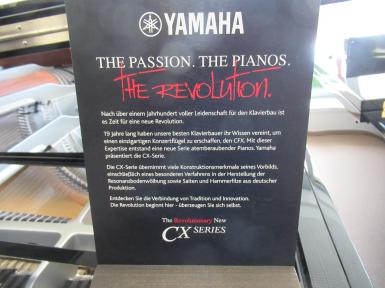 YAMAHA
THE PASSION. THE PIANOS.
THE REVOLUTION.
Nach über einem Jahrhundert voller Leidenschaft für den Klavierbau ist
es Zeit für eine neue Revolution.
19 Jahre lang haben unsere besten Klavierbauer ihr Wissen vereint, um
einen einzigartigen Konzertflügel zu erschaffen, den CFX. Mit dieser
Expertise entstand eine neue Serie atemberaubender Pianos. Yamaha
präsentiert die CX-Serie.
Die CX-Serie übernimmt viele Konstruktionsmerkmale seines Vorbilds,
einschließlich eines besonderen Verfahrens in der Herstellung der
Resonanzbodenwölbung sowie Saiten und Hammerfilze aus deutscher
Produktion.
Entdecken Sie die Verbindung von Tradition und Innovation.
Die Revolution beginnt hier - überzeugen Sie sich selbst.
The Revolutionary New
CX SERIES